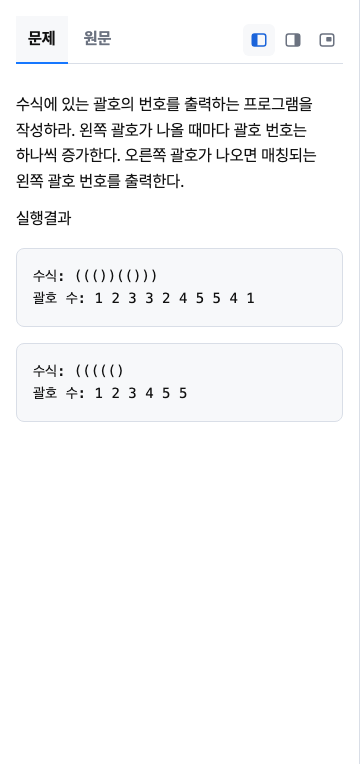 문제 원문
수식에 있는 괄호의 번호를 출력하는 프로그램을
작성하라. 왼쪽 괄호가 나올 때마다 괄호 번호는
하나씩 증가한다. 오른쪽 괄호가 나오면 매칭되는
왼쪽 괄호 번호를 출력한다.
실행결과
수식: ((())(()))
괄호 수: 1 2 3 3 2 4 5 5 4 1
수식: ((((()
괄호 수: 1 2 3 4 5 5